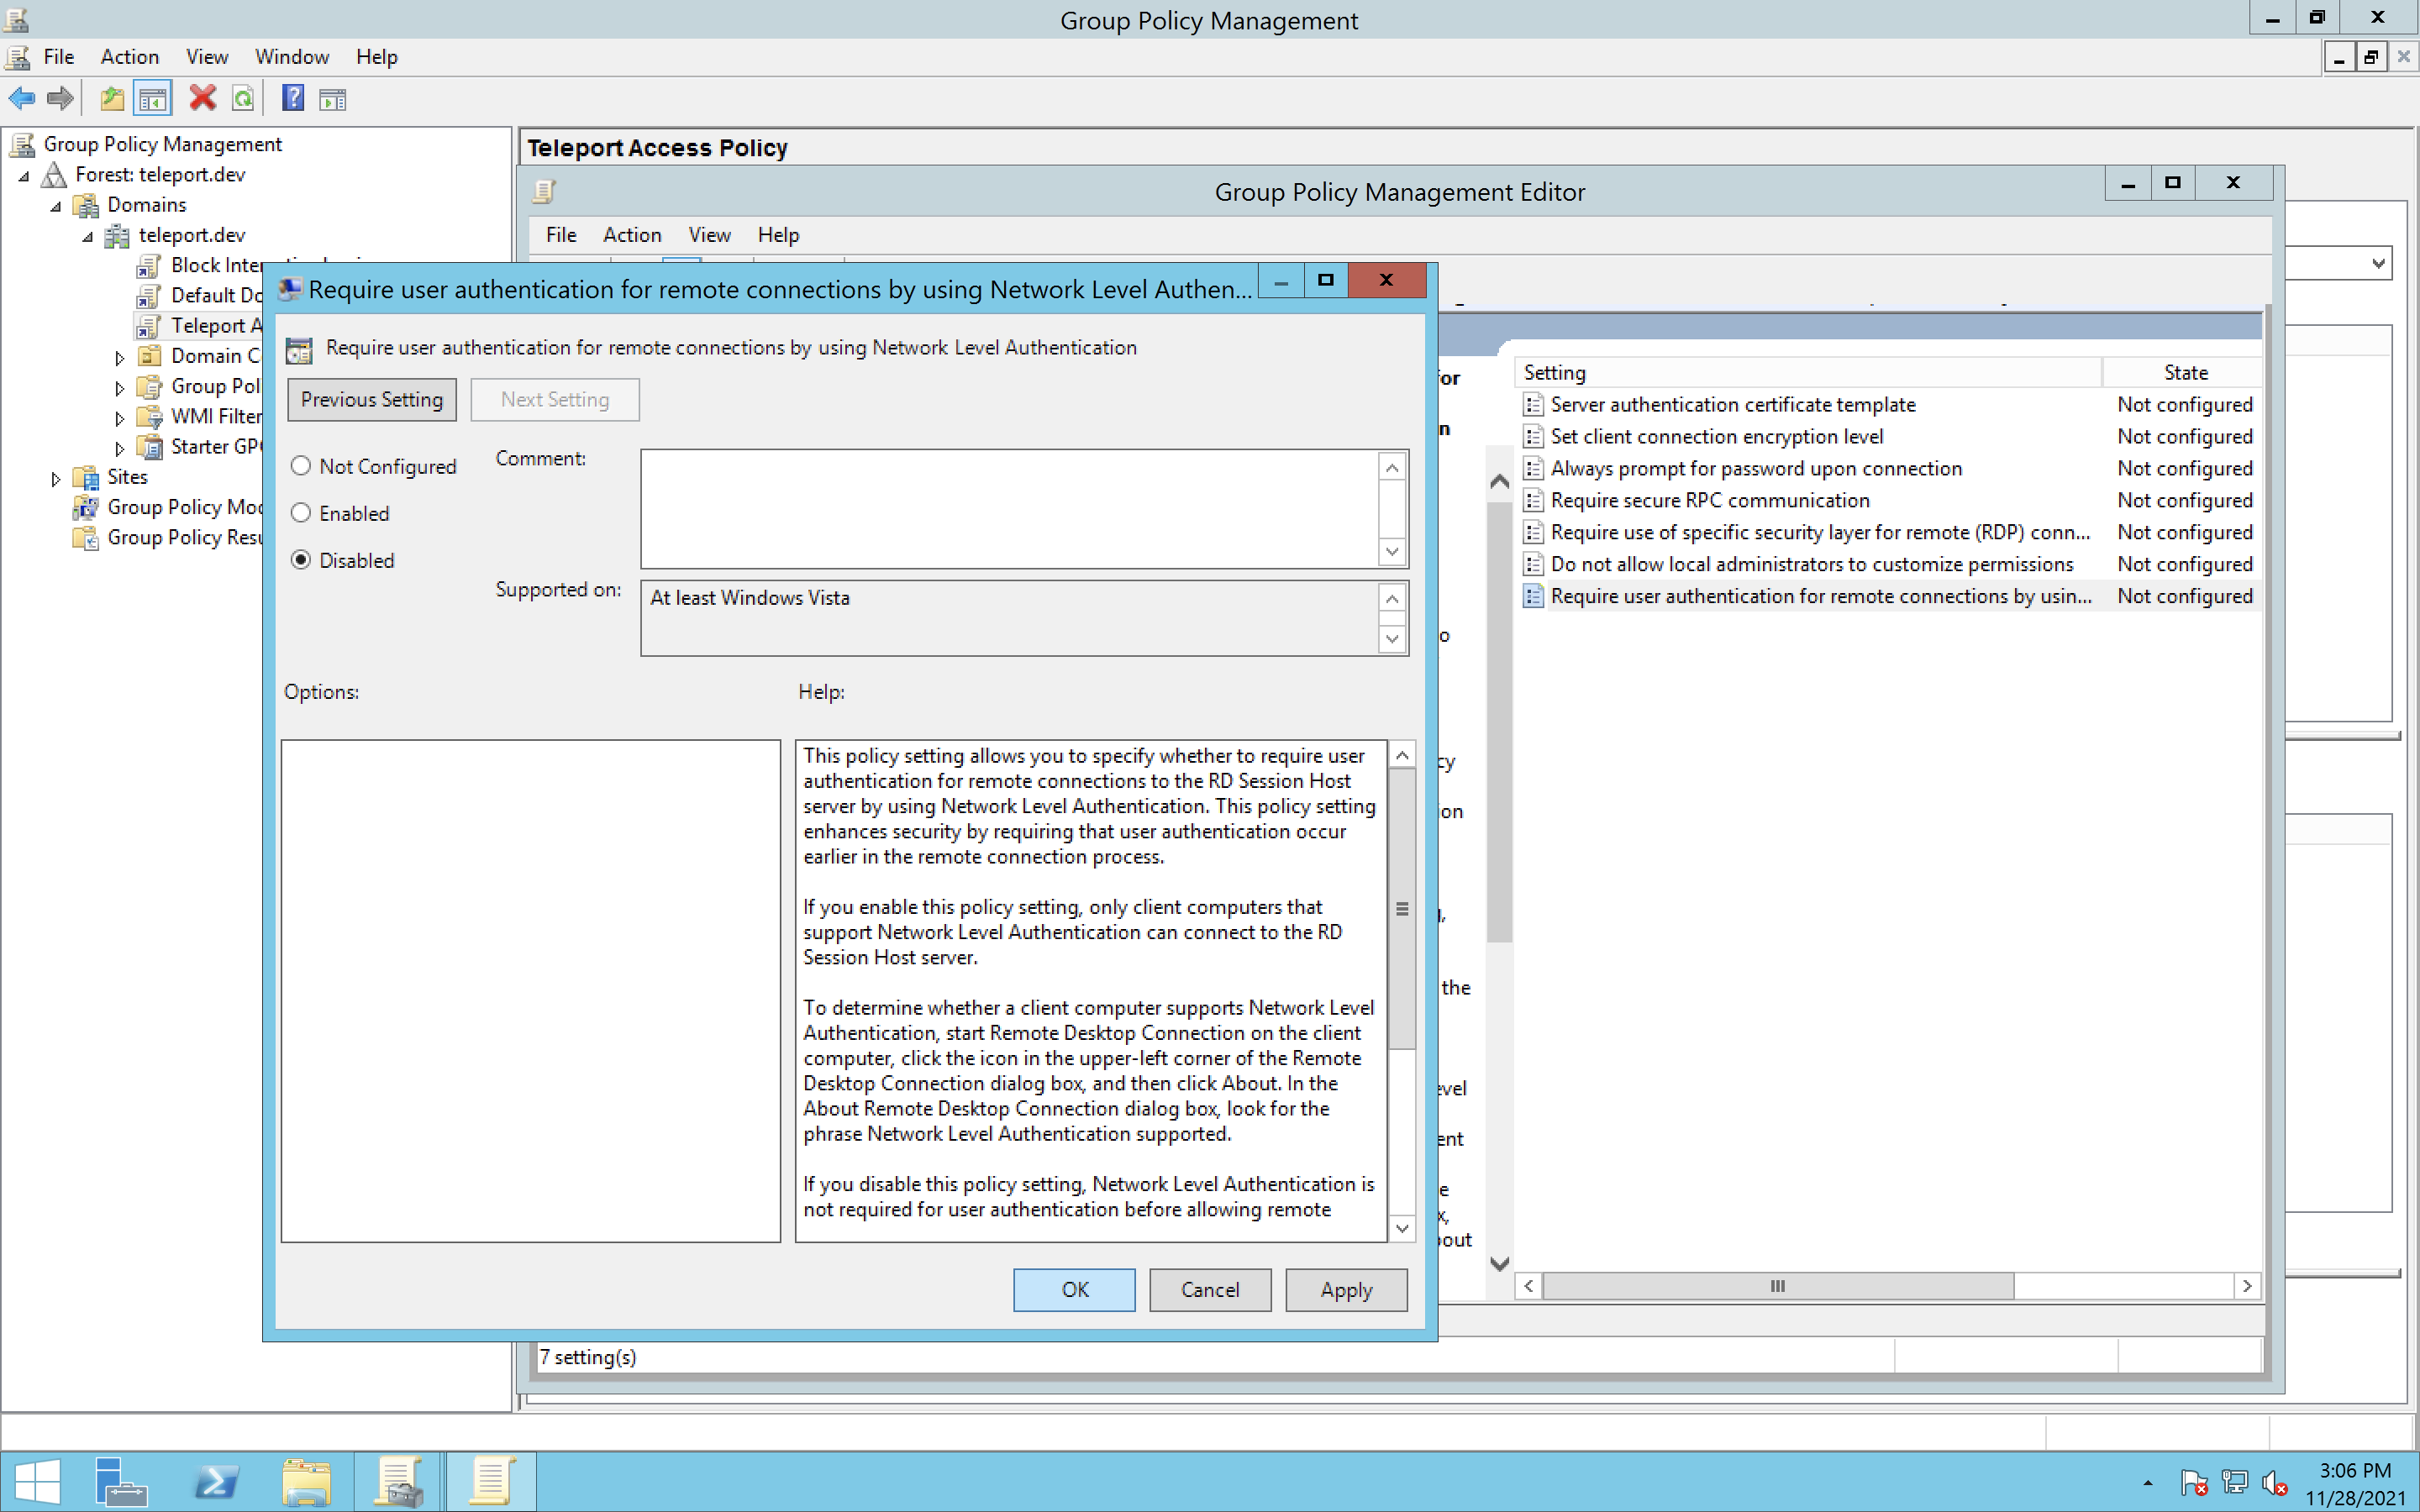 Group Policy Management
File Action View Window Help
Group Policy Management
Forest: teleport.dev
Domains
teleport.dev
Block
Default
Teleport
Domain
Group
WMI Filter
Starter
Sites
Group Policy
Group Policy
Teleport Access Policy
Group Policy Management Editor
File Action View Help
Require user authentication for remote connections by using Network Level Authen...
Require user authentication for remote connections by using Network Level Authentication
Previous Setting Next Setting
Not Configured
Enabled
Disabled
Comment:
Supported on:
At least Windows Vista
Options:
Help:
This policy setting allows you to specify whether to require user
authentication for remote connections to the RD Session Host
server by using Network Level Authentication. This policy setting
enhances security by requiring that user authentication occur
earlier in the remote connection process.
If you enable this policy setting, only client computers that
support Network Level Authentication can connect to the RD
Session Host server.
To determine whether a client computer supports Network Level
Authentication, start Remote Desktop Connection on the client
computer, click the icon in the upper-left corner of the Remote
Desktop Connection dialog box, and then click About. In the
About Remote Desktop Connection dialog box, look for the
phrase Network Level Authentication supported.
If you disable this policy setting, Network Level Authentication is
not required for user authentication before allowing remote
OK Cancel Apply
the
Setting State
Server authentication certificate template Not configured
Set client connection encryption level Not configured
Always prompt for password upon connection Not configured
Require secure RPC communication Not configured
Require use of specific security layer for remote (RDP) conn... Not configured
Do not allow local administrators to customize permissions Not configured
Require user authentication for remote connections by usin... Not configured
7 setting(s)
3:06 PM
11/28/2021